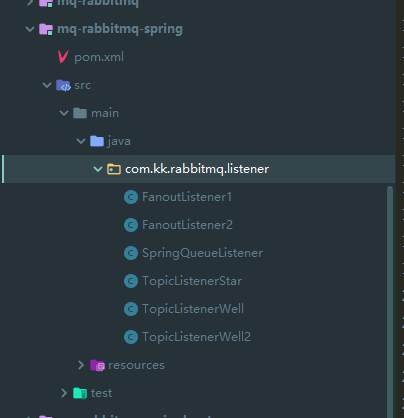 mq-rabbitmq
mq-rabbitmq-spring
pom.xml
src
main
java
com.kk.rabbitmq.listener
FanoutListener1
FanoutListener2
SpringQueueListener
TopicListenerStar
TopicListenerWell
TopicListenerWell2
resources
test